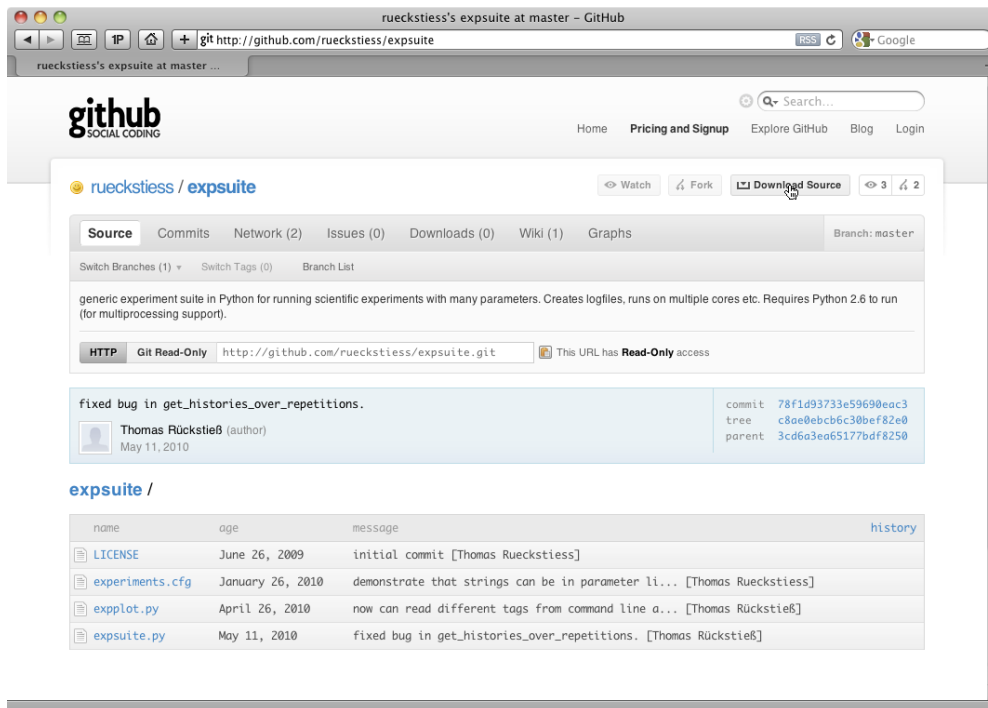 rueckstiess's expsuite at master – GitHub
1P + git http://github.com/rueckstiess/expsuite RSS Google
rueckstiess's expsuite at master ...
github
SOCIAL CODING
Search...
Home Pricing and Signup Explore GitHub Blog Login
rueckstiess / expsuite
Watch Fork Download Source 3 2
Source Commits Network (2) Issues (0) Downloads (0) Wiki (1) Graphs Branch: master
Switch Branches (1) Switch Tags (0) Branch List
generic experiment suite in Python for running scientific experiments with many parameters. Creates logfiles, runs on multiple cores etc. Requires Python 2.6 to run
(for multiprocessing support).
HTTP Git Read-Only http://github.com/rueckstiess/expsuite.git This URL has Read-Only access
fixed bug in get_histories_over_repetitions.
Thomas Rückstieß (author)
May 11, 2010
commit 78f1d93733e59690eac3
tree c8ae0ebcb6c30bef82e0
parent 3cd6a3ea65177bdf8250
expsuite /
name age message history
LICENSE June 26, 2009 initial commit [Thomas Rueckstiess]
experiments.cfg January 26, 2010 demonstrate that strings can be in parameter li... [Thomas Rueckstiess]
expplot.py April 26, 2010 now can read different tags from command line a... [Thomas Rückstieß]
expsuite.py May 11, 2010 fixed bug in get_histories_over_repetitions. [Thomas Rückstieß]